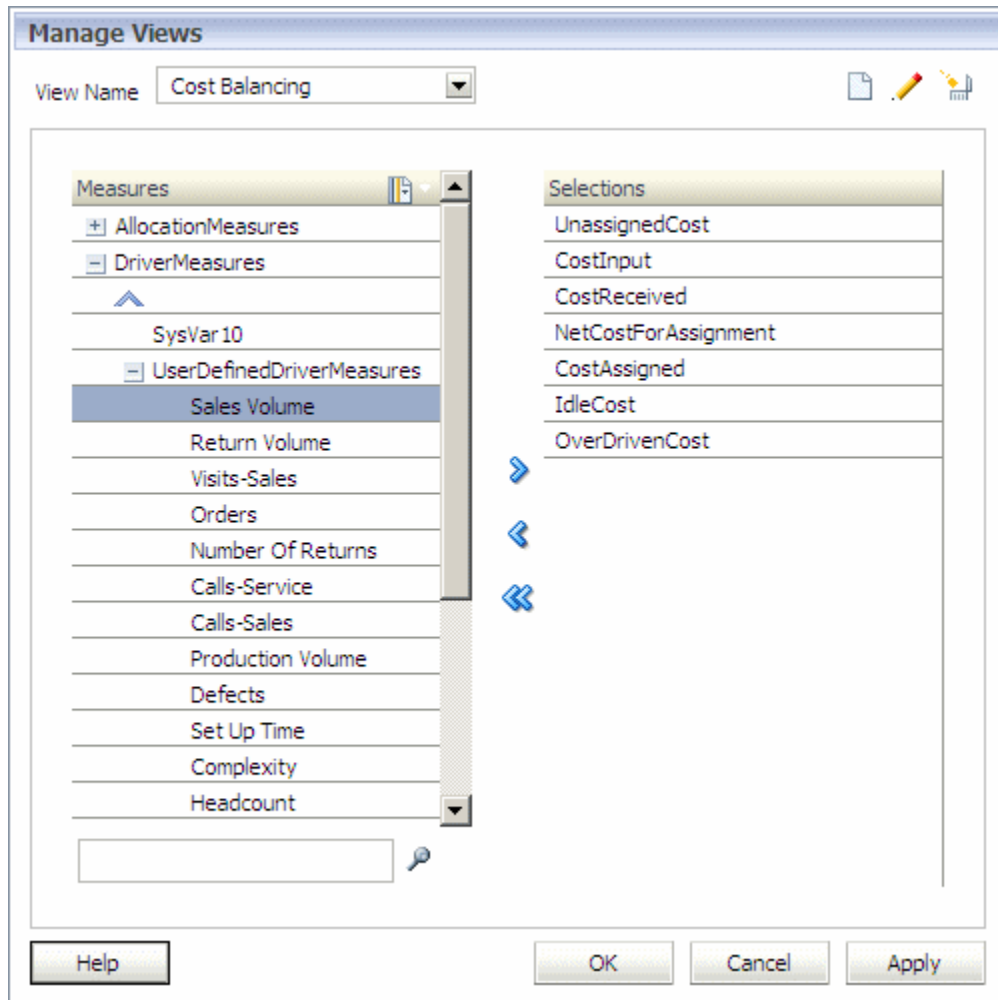 Manage Views
View Name Cost Balancing
Measures
AllocationMeasures
DriverMeasures
SysVar10
UserDefinedDriverMeasures
Sales Volume
Return Volume
Visits-Sales
Orders
Number Of Returns
Calls-Service
Calls-Sales
Production Volume
Defects
Set Up Time
Complexity
Headcount
Selections
UnassignedCost
CostInput
CostReceived
NetCostForAssignment
CostAssigned
IdleCost
OverDrivenCost
Help OK Cancel Apply